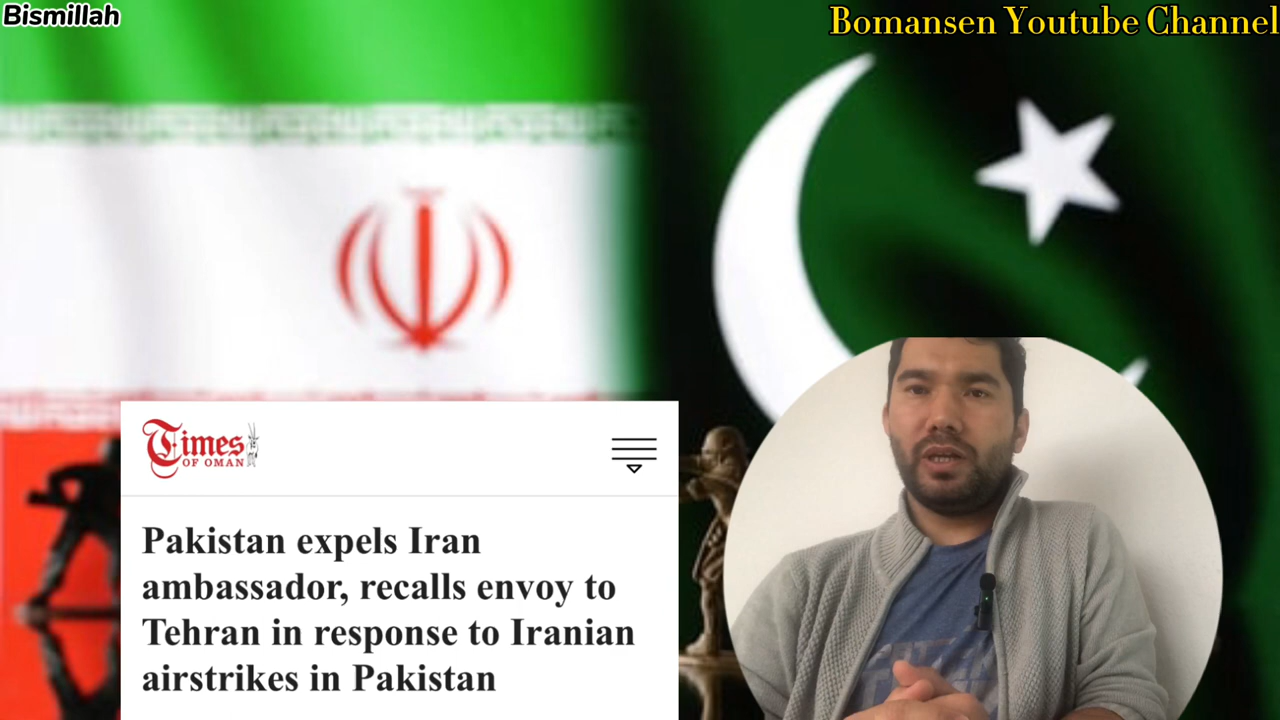 Bismillah
Bomansen Youtube Channel
Times
OF OMAN
Pakistan expels Iran
ambassador, recalls envoy to
Tehran in response to Iranian
airstrikes in Pakistan